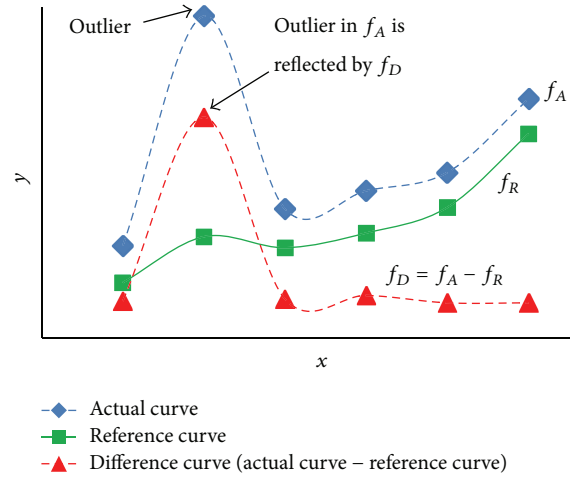 Outlier
Outlier in f_A is
reflected by f_D
f_A
f_R
f_D = f_A − f_R
y
x
Actual curve
Reference curve
Difference curve (actual curve − reference curve)